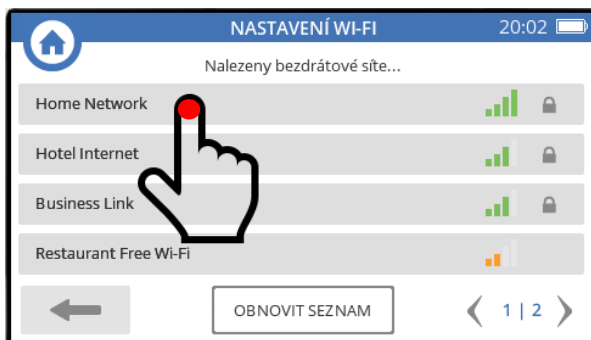 NASTAVENÍ WI-FI 20:02
Nalezeny bezdrátové síte...
Home Network
Hotel Internet
Business Link
Restaurant Free Wi-Fi
OBNOVIT SEZNAM 1 | 2